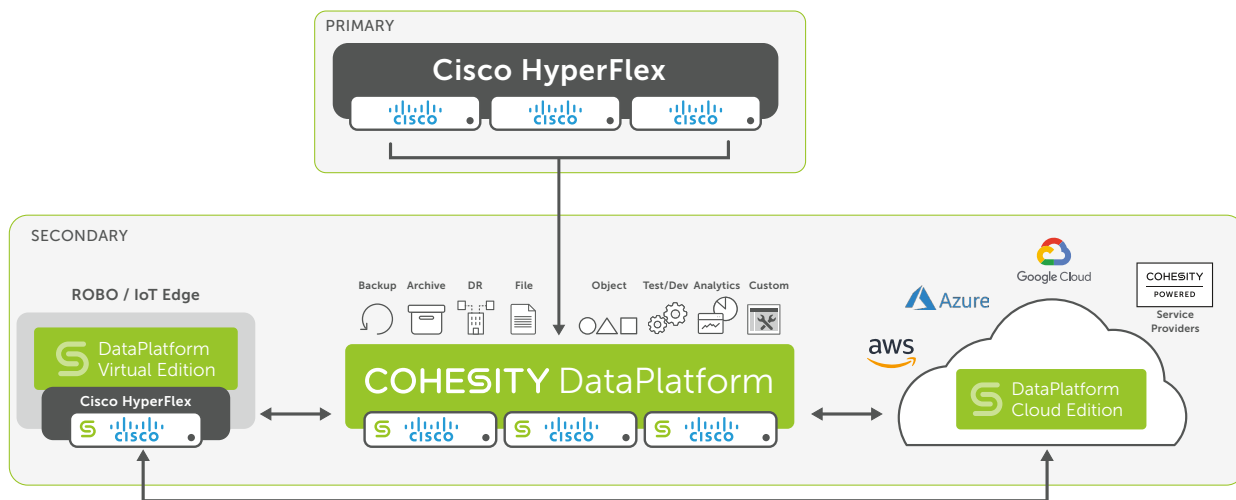 PRIMARY
Cisco HyperFlex
CISCO
CISCO
CISCO
SECONDARY
ROBO / IoT Edge
DataPlatform
Virtual Edition
Cisco HyperFlex
S CISCO
Backup Archive DR File Object Test/Dev Analytics Custom
COHESITY DataPlatform
S CISCO
S CISCO
S CISCO
Google Cloud
COHESITY
POWERED
Service
Providers
Azure
aws
S DataPlatform
Cloud Edition